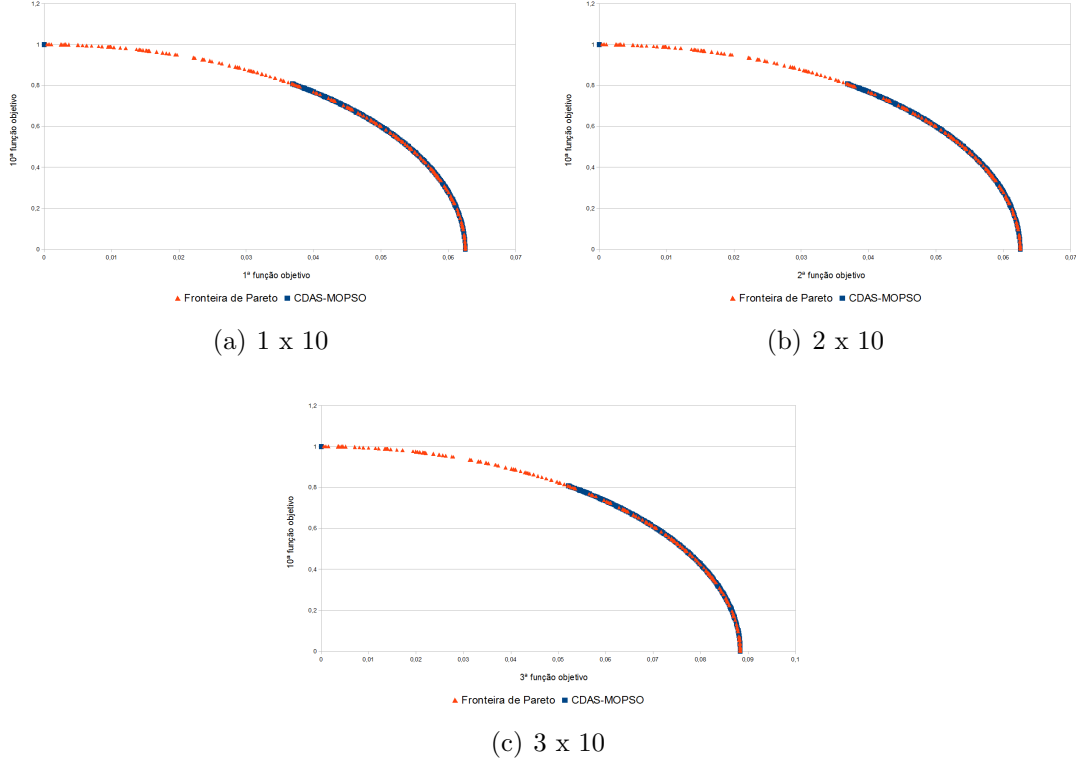 1,2
1
0,8
0,6
0,4
0,2
0
10ª função objetivo
0 0,01 0,02 0,03 0,04 0,05 0,06 0,07
1ª função objetivo
Fronteira de Pareto CDAS-MOPSO
(a) 1 x 10
1,2
1
0,8
0,6
0,4
0,2
0
10ª função objetivo
0 0,01 0,02 0,03 0,04 0,05 0,06 0,07
2ª função objetivo
Fronteira de Pareto CDAS-MOPSO
(b) 2 x 10
1,2
1
0,8
0,6
0,4
0,2
0
10ª função objetivo
0 0,01 0,02 0,03 0,04 0,05 0,06 0,07 0,08 0,09 0,1
3ª função objetivo
Fronteira de Pareto CDAS-MOPSO
(c) 3 x 10